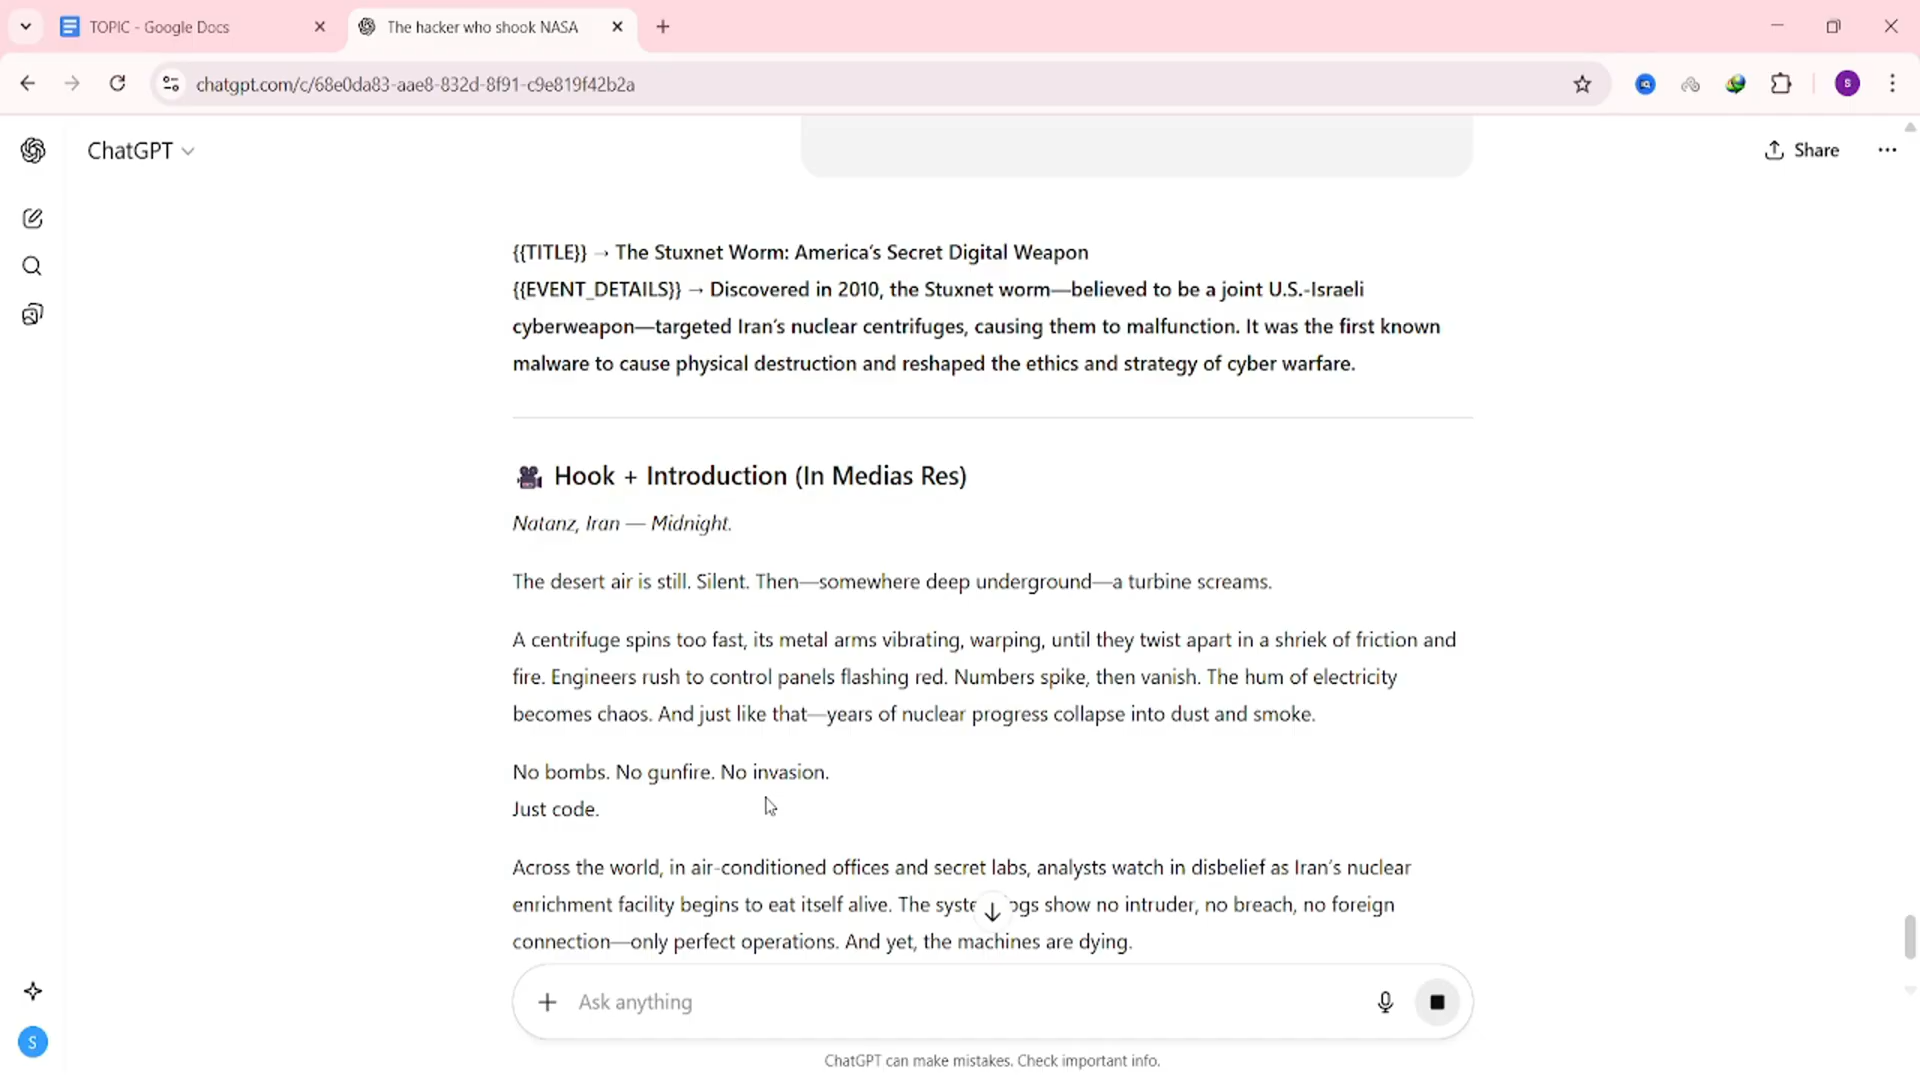 TOPIC - Google Docs
The hacker who shook NASA
chatgpt.com/c/68e0da83-aae8-832d-8f91-c9e819f42b2a
S
ChatGPT
Share
{{TITLE}} → The Stuxnet Worm: America's Secret Digital Weapon
{{EVENT_DETAILS}} → Discovered in 2010, the Stuxnet worm—believed to be a joint U.S.-Israeli
cyberweapon—targeted Iran's nuclear centrifuges, causing them to malfunction. It was the first known
malware to cause physical destruction and reshaped the ethics and strategy of cyber warfare.
Hook + Introduction (In Medias Res)
Natanz, Iran — Midnight.
The desert air is still. Silent. Then—somewhere deep underground—a turbine screams.
A centrifuge spins too fast, its metal arms vibrating, warping, until they twist apart in a shriek of friction and
fire. Engineers rush to control panels flashing red. Numbers spike, then vanish. The hum of electricity
becomes chaos. And just like that—years of nuclear progress collapse into dust and smoke.
No bombs. No gunfire. No invasion.
Just code.
Across the world, in air-conditioned offices and secret labs, analysts watch in disbelief as Iran's nuclear
enrichment facility begins to eat itself alive. The show no intruder, no breach, no foreign
connection—only perfect operations. And yet, the machines are dying.
Ask anything
S
ChatGPT can make mistakes. Check important info.